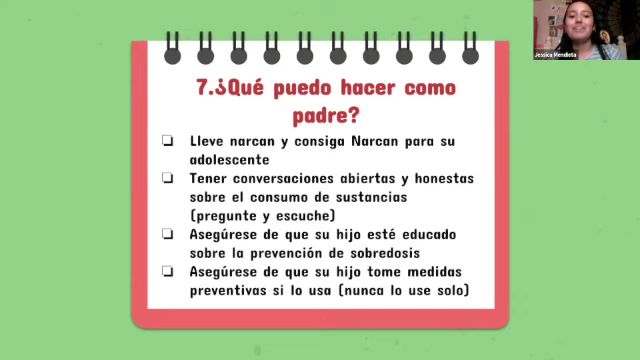 Jessica Mendieta
7.¿Qué puedo hacer como
padre?
Lleve narcan y consiga Narcan para su
adolescente
Tener conversaciones abiertas y honestas
sobre el consumo de sustancias
(pregunte y escuche)
Asegúrese de que su hijo esté educado
sobre la prevención de sobredosis
Asegúrese de que su hijo tome medidas
preventivas si lo usa (nunca lo use solo)